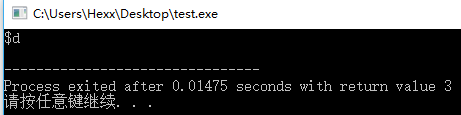 C:\Users\Hexx\Desktop\test.exe
$d
--------------------------------
Process exited after 0.01475 seconds with return value 3
请按任意键继续. . .